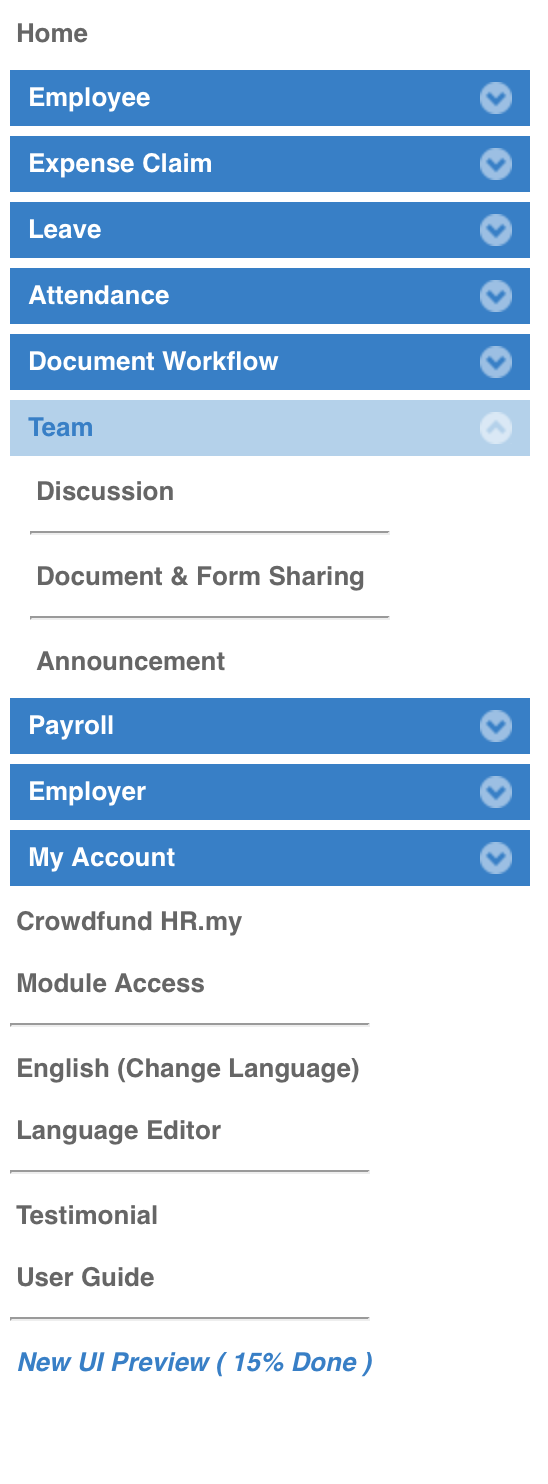 Home
Employee
Expense Claim
Leave
Attendance
Document Workflow
Team
Discussion
Document & Form Sharing
Announcement
Payroll
Employer
My Account
Crowdfund HR.my
Module Access
English (Change Language)
Language Editor
Testimonial
User Guide
New UI Preview ( 15% Done )